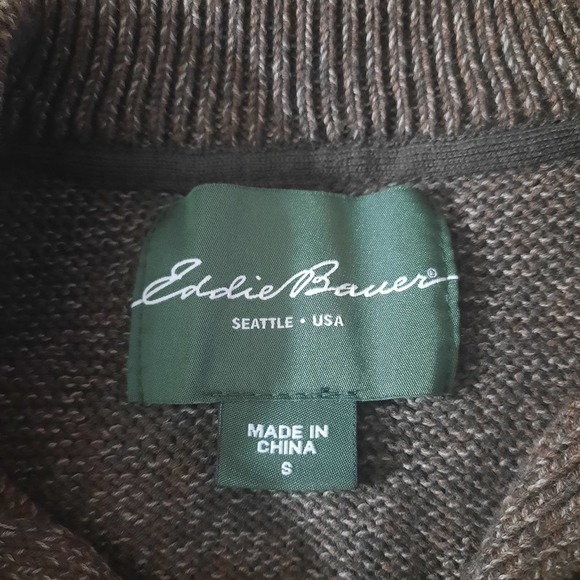 Eddie Bauer®
SEATTLE • USA
MADE IN
CHINA
S